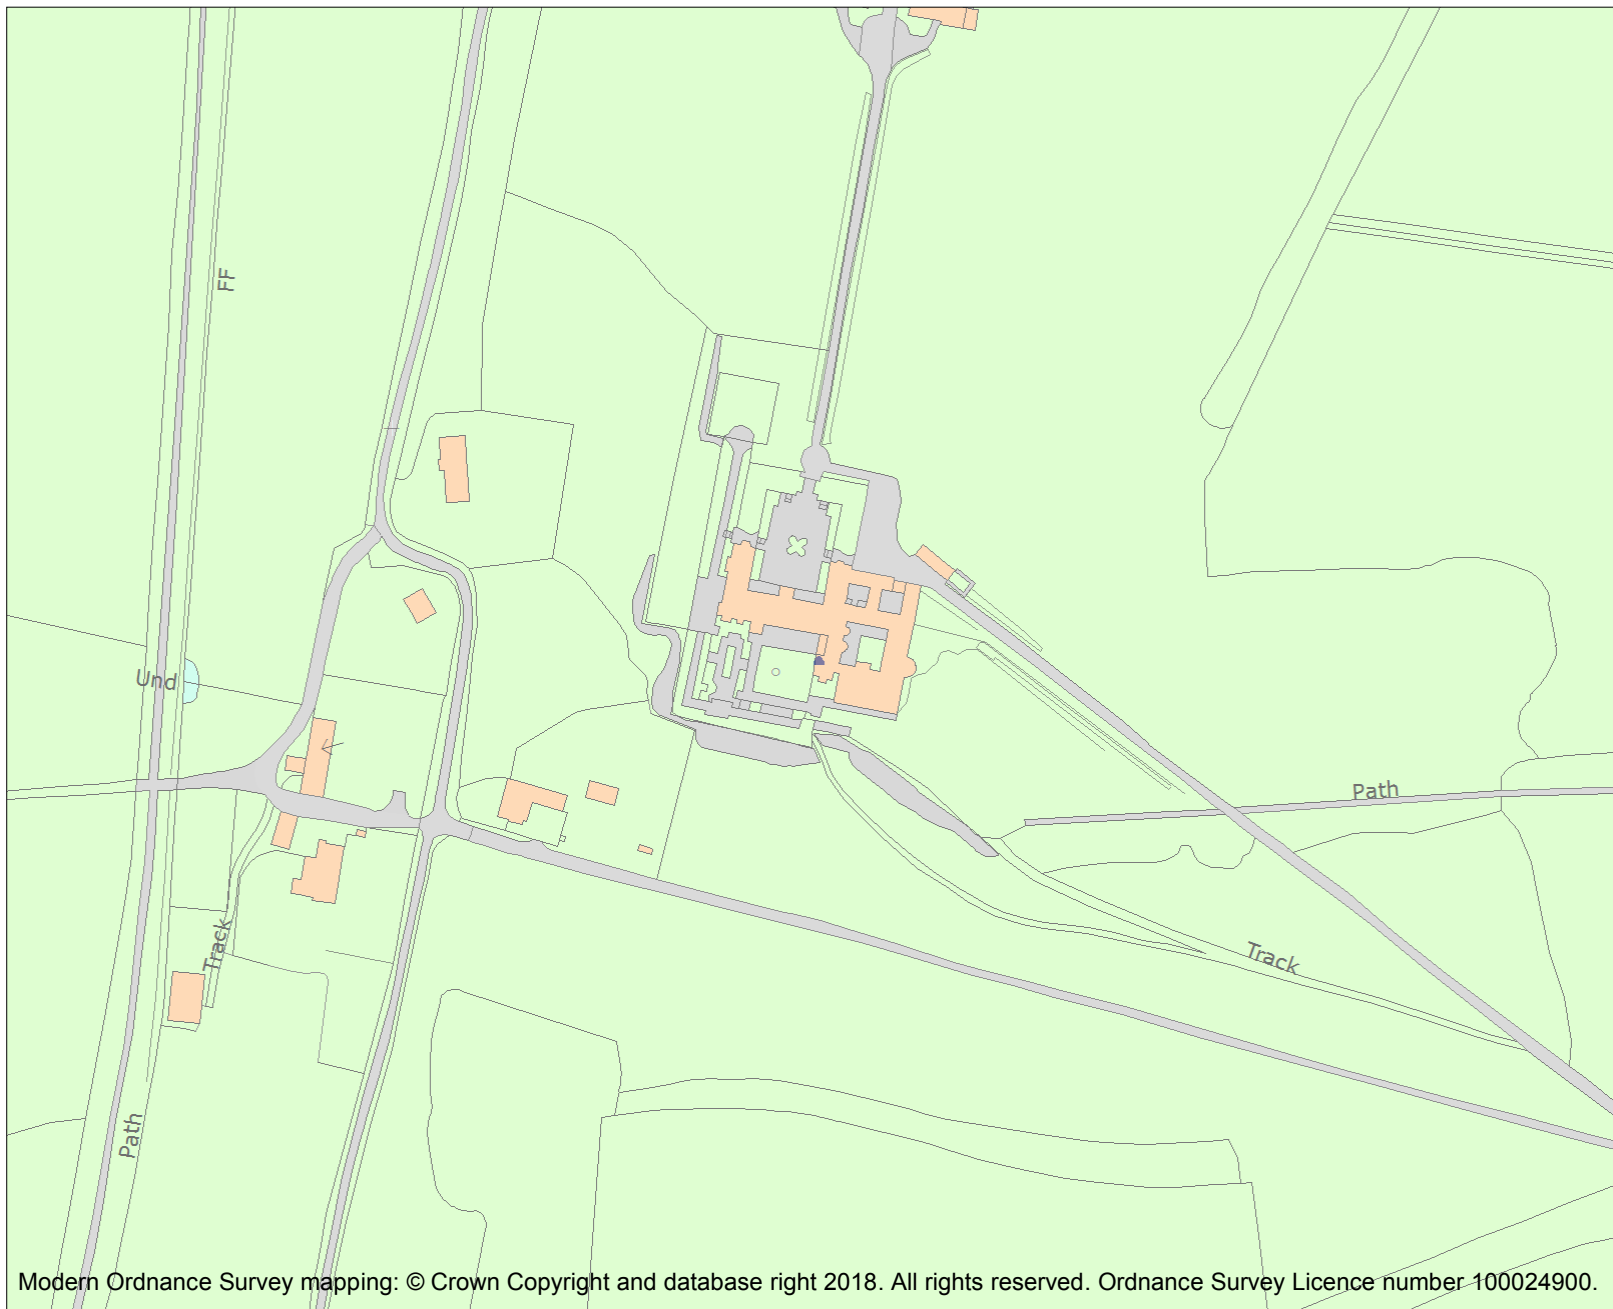 FF
Und
Path
Track
Track
Path
Modern Ordnance Survey mapping: © Crown Copyright and database right 2018. All rights reserved. Ordnance Survey Licence number 100024900.